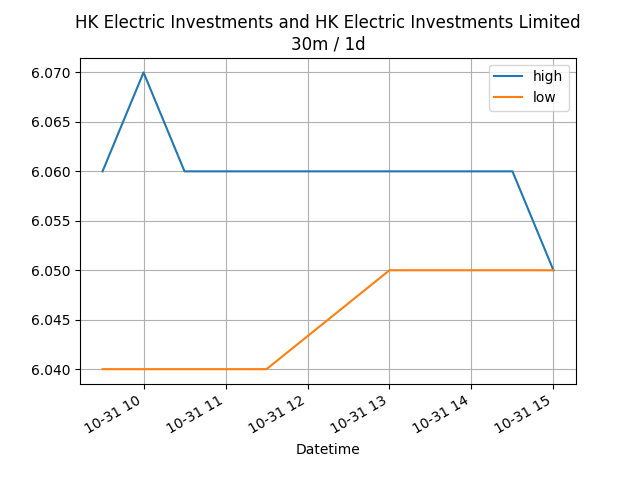 HK Electric Investments and HK Electric Investments Limited
30m / 1d
high
low
6.070
6.065
6.060
6.055
6.050
6.045
6.040
10-31 10
10-31 11
10-31 12
10-31 13
10-31 14
10-31 15
Datetime